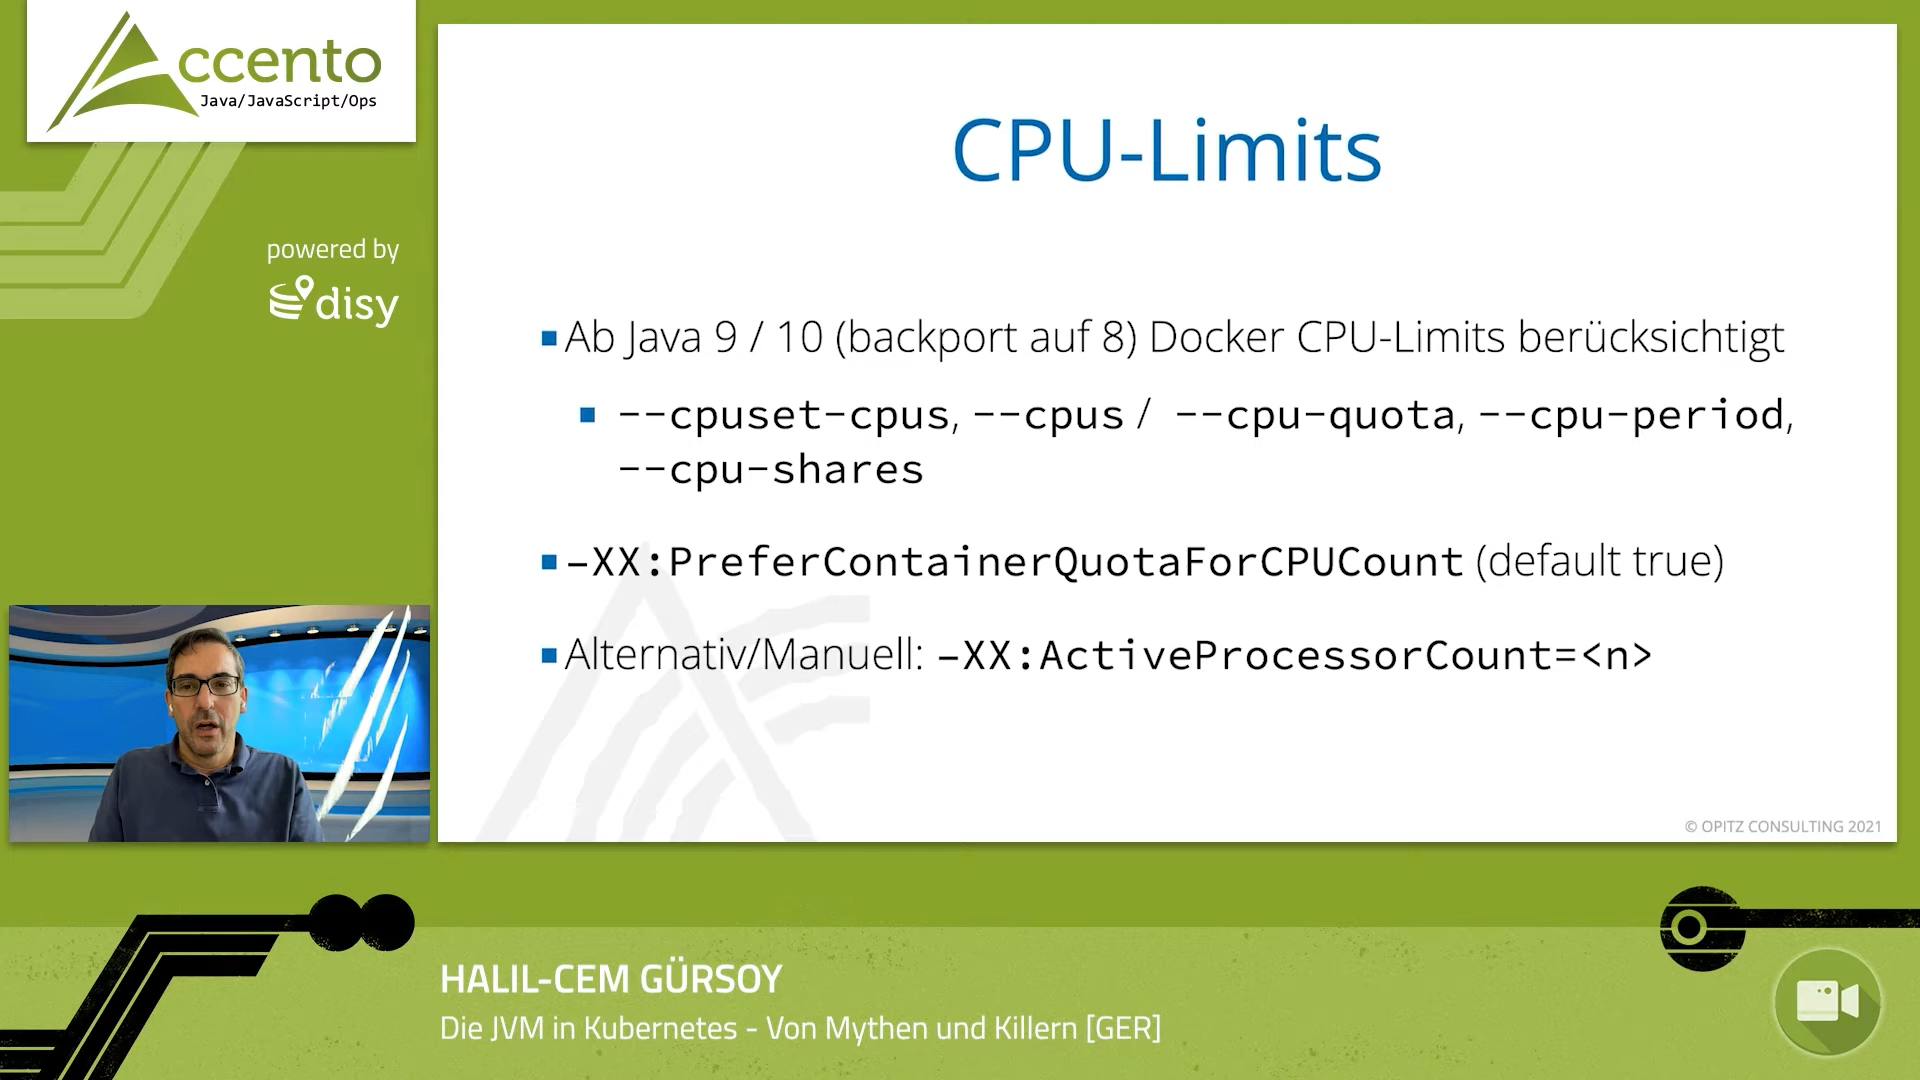 ccento
Java/JavaScript/Ops
powered by
disy
CPU-Limits
Ab Java 9 / 10 (backport auf 8) Docker CPU-Limits berücksichtigt
--cpuset-cpus, --cpus / --cpu-quota, --cpu-period,
--cpu-shares
–XX:PreferContainerQuotaForCPUCount (default true)
Alternativ/Manuell: –XX:ActiveProcessorCount=<n>
© OPITZ CONSULTING 2021
HALIL-CEM GÜRSOY
Die JVM in Kubernetes - Von Mythen und Killern [GER]